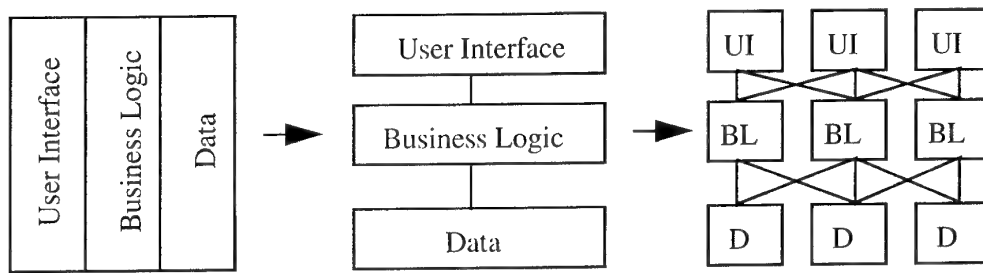 User Interface
Business Logic
Data
User Interface
Business Logic
Data
UI UI UI
BL BL BL
D D D